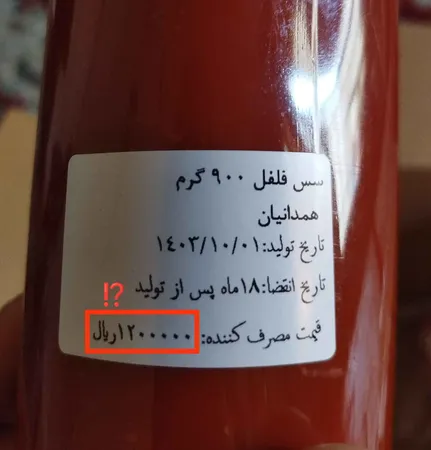 سس فلفل ۹۰۰ گرم
همدانیان
تاریخ تولید:۱۴۰۳/۱۰/۰۱
تاریخ انقضا:۱۸ماه پس از تولید
⁉
قیمت مصرف کننده: ۱۲۰۰۰۰۰ریال